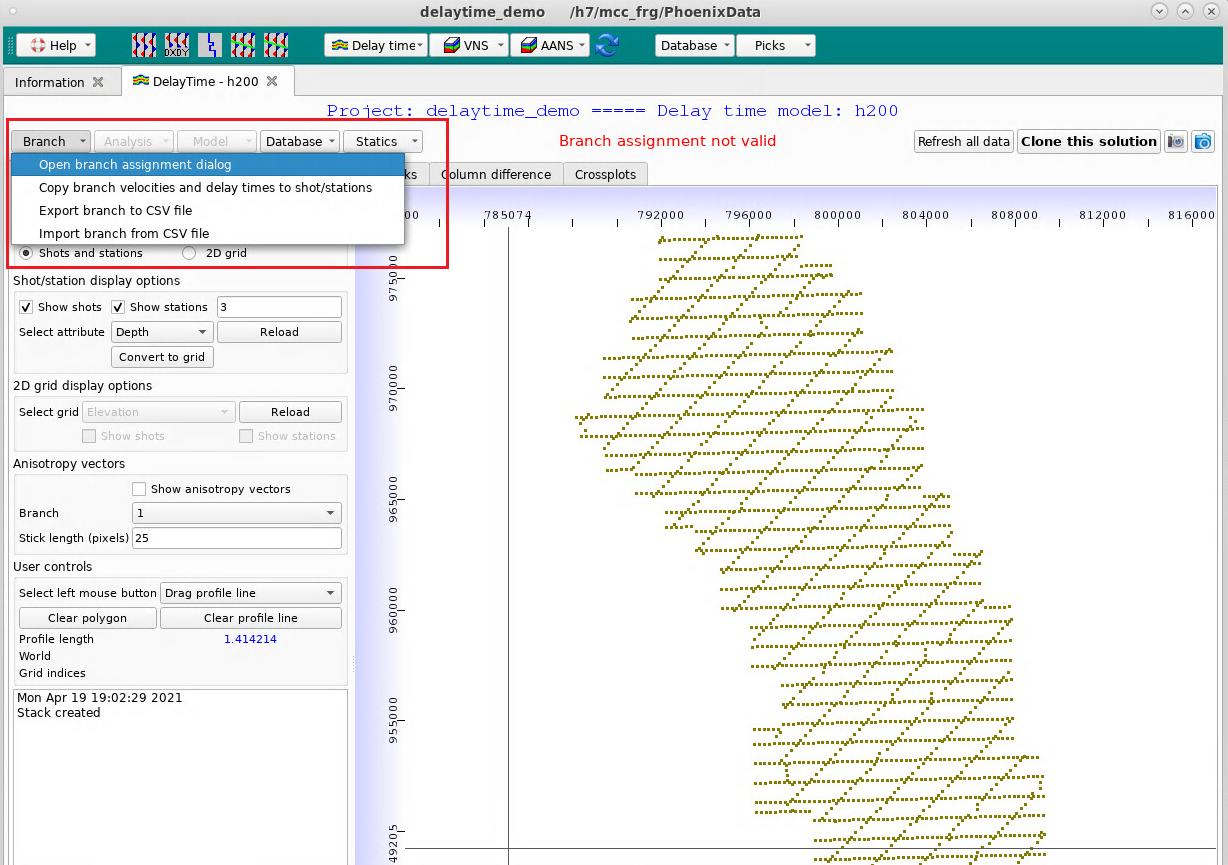 delaytime_demo /h7/mcc_frg/PhoenixData
Help DXDY Delay time VNS AANS Database Picks
Information DelayTime - h200
Project: delaytime_demo ===== Delay time model: h200
Branch Analysis Model Database Statics Branch assignment not valid Refresh all data Clone this solution
Open branch assignment dialog
Copy branch velocities and delay times to shot/stations
Export branch to CSV file
Import branch from CSV file
ks Column difference Crossplots
Shots and stations 2D grid
Shot/station display options
Show shots Show stations 3
Select attribute Depth Reload
Convert to grid
2D grid display options
Select grid Elevation Reload
Show shots Show stations
Anisotropy vectors
Show anisotropy vectors
Branch 1
Stick length (pixels) 25
User controls
Select left mouse button Drag profile line
Clear polygon Clear profile line
Profile length 1.414214
World
Grid indices
Mon Apr 19 19:02:29 2021
Stack created
00 785074 792000 796000 800000 804000 808000 812000 816000
975000
970000
965000
960000
955000
49205